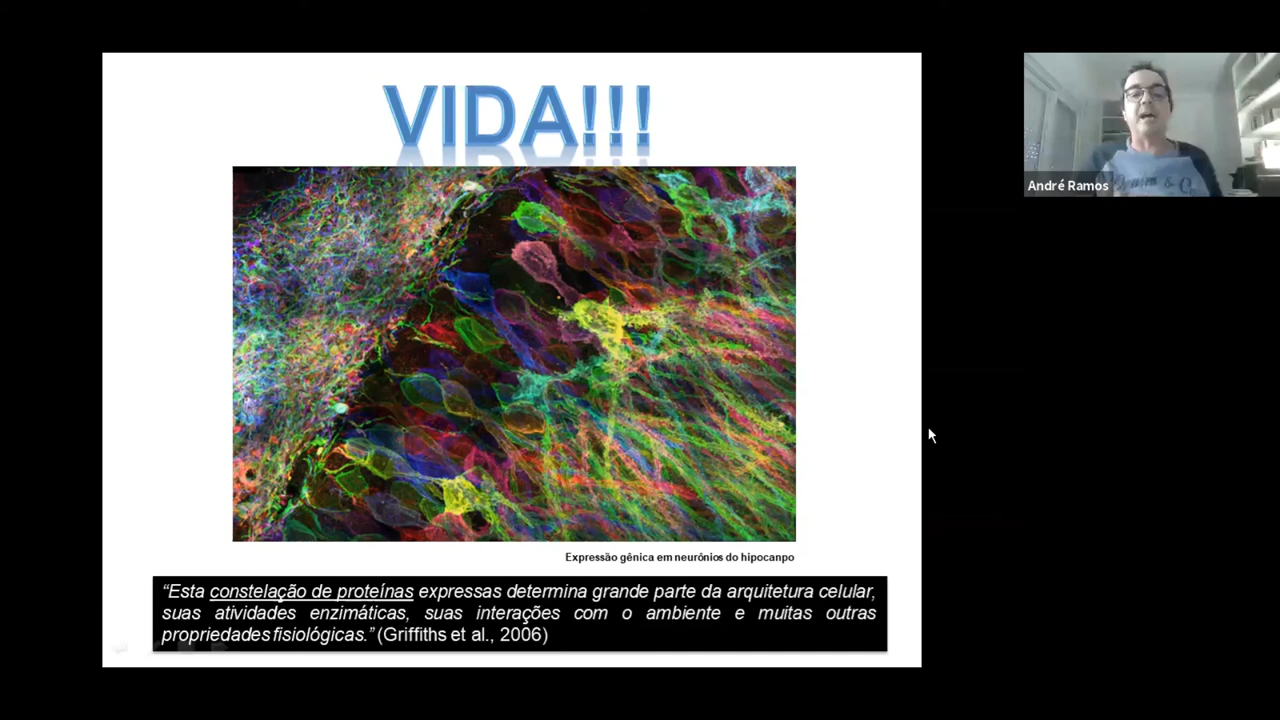 VIDA!!!
André Ramos
Expressão gênica em neurônios do hipocanpo
“Esta constelação de proteínas expressas determina grande parte da arquitetura celular,
suas atividades enzimáticas, suas interações com o ambiente e muitas outras
propriedades fisiológicas.” (Griffiths et al., 2006)